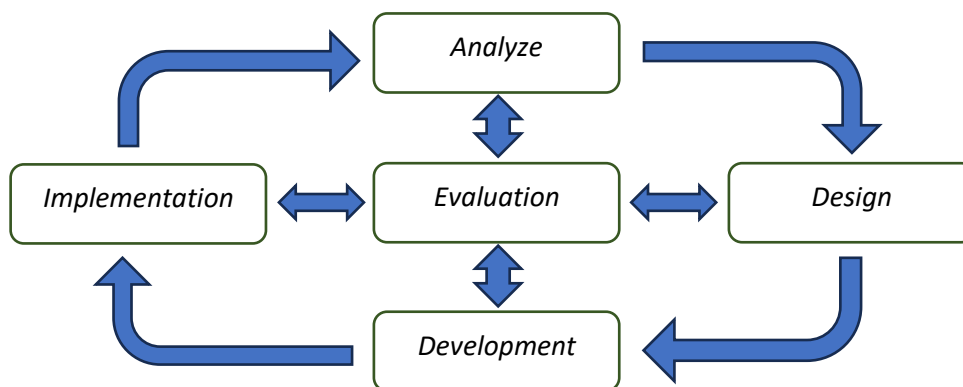 Analyze
Implementation
Evaluation
Design
Development